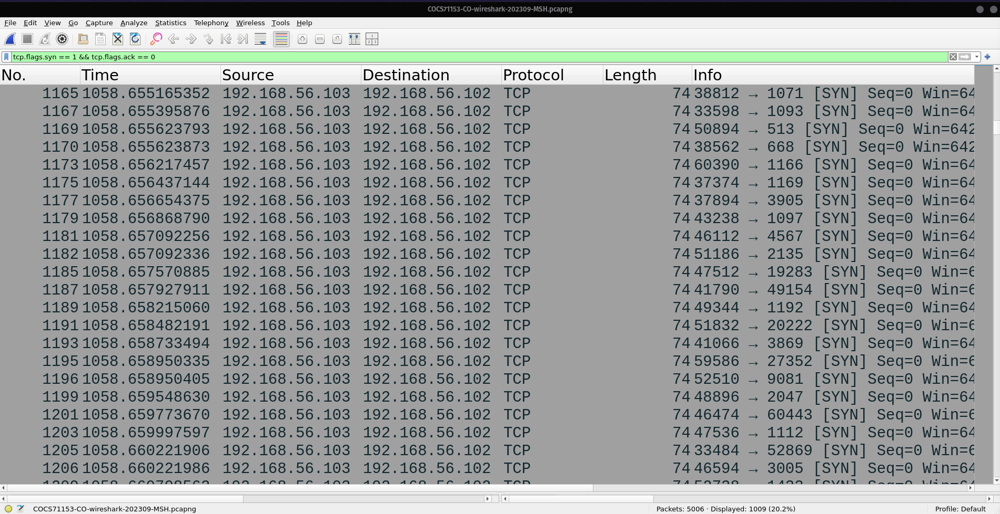 COCS71153-CO-wireshark-202309-MSH.pcapng
File Edit View Go Capture Analyze Statistics Telephony Wireless Tools Help
tcp.flags.syn == 1 && tcp.flags.ack == 0
No. Time Source Destination Protocol Length Info
1165 1058.655165352 192.168.56.103 192.168.56.102 TCP 74 38812 → 1071 [SYN] Seq=0 Win=64
1167 1058.655395876 192.168.56.103 192.168.56.102 TCP 74 33598 → 1093 [SYN] Seq=0 Win=64
1169 1058.655623793 192.168.56.103 192.168.56.102 TCP 74 50894 → 513 [SYN] Seq=0 Win=642
1170 1058.655623873 192.168.56.103 192.168.56.102 TCP 74 38562 → 668 [SYN] Seq=0 Win=642
1173 1058.656217457 192.168.56.103 192.168.56.102 TCP 74 60390 → 1166 [SYN] Seq=0 Win=64
1175 1058.656437144 192.168.56.103 192.168.56.102 TCP 74 37374 → 1169 [SYN] Seq=0 Win=64
1177 1058.656654375 192.168.56.103 192.168.56.102 TCP 74 37894 → 3905 [SYN] Seq=0 Win=64
1179 1058.656868790 192.168.56.103 192.168.56.102 TCP 74 43238 → 1097 [SYN] Seq=0 Win=64
1181 1058.657092256 192.168.56.103 192.168.56.102 TCP 74 46112 → 4567 [SYN] Seq=0 Win=64
1182 1058.657092336 192.168.56.103 192.168.56.102 TCP 74 51186 → 2135 [SYN] Seq=0 Win=64
1185 1058.657570885 192.168.56.103 192.168.56.102 TCP 74 47512 → 19283 [SYN] Seq=0 Win=6
1187 1058.657927911 192.168.56.103 192.168.56.102 TCP 74 41790 → 49154 [SYN] Seq=0 Win=6
1189 1058.658215060 192.168.56.103 192.168.56.102 TCP 74 49344 → 1192 [SYN] Seq=0 Win=64
1191 1058.658482191 192.168.56.103 192.168.56.102 TCP 74 51832 → 20222 [SYN] Seq=0 Win=6
1193 1058.658733494 192.168.56.103 192.168.56.102 TCP 74 41066 → 3869 [SYN] Seq=0 Win=64
1195 1058.658950335 192.168.56.103 192.168.56.102 TCP 74 59586 → 27352 [SYN] Seq=0 Win=6
1196 1058.658950405 192.168.56.103 192.168.56.102 TCP 74 52510 → 9081 [SYN] Seq=0 Win=64
1199 1058.659548630 192.168.56.103 192.168.56.102 TCP 74 48896 → 2047 [SYN] Seq=0 Win=64
1201 1058.659773670 192.168.56.103 192.168.56.102 TCP 74 46474 → 60443 [SYN] Seq=0 Win=6
1203 1058.659997597 192.168.56.103 192.168.56.102 TCP 74 47536 → 1112 [SYN] Seq=0 Win=64
1205 1058.660221906 192.168.56.103 192.168.56.102 TCP 74 33484 → 52869 [SYN] Seq=0 Win=6
1206 1058.660221986 192.168.56.103 192.168.56.102 TCP 74 46594 → 3005 [SYN] Seq=0 Win=64
COCS71153-CO-wireshark-202309-MSH.pcapng Packets: 5006 · Displayed: 1009 (20.2%) Profile: Default